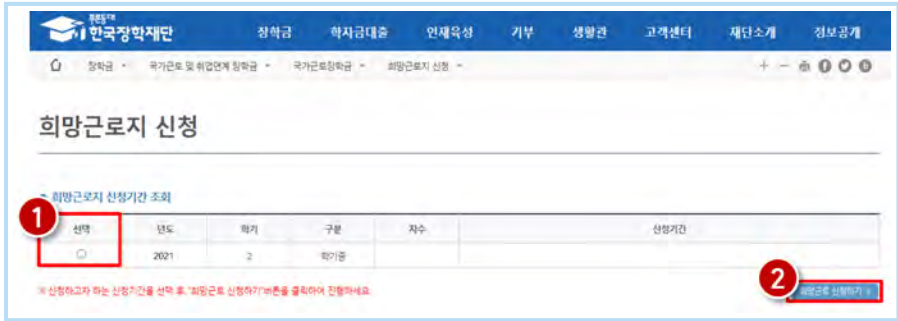 푸른등대
한국장학재단
장학금 학자금대출 인재육성 기부 생활관 고객센터 재단소개 정보공개
장학금 국가근로 및 취업연계 장학금 국가근로장학금 희망근로지 신청
희망근로지 신청
희망근로지 신청기간 조회
1
선택 년도 학기 구분 차수 신청기간
2021 2 학기중
※ 신청하고자 하는 신청기간을 선택 후, "희망근로 신청하기"버튼을 클릭하여 진행하세요.
2
희망근로 신청하기